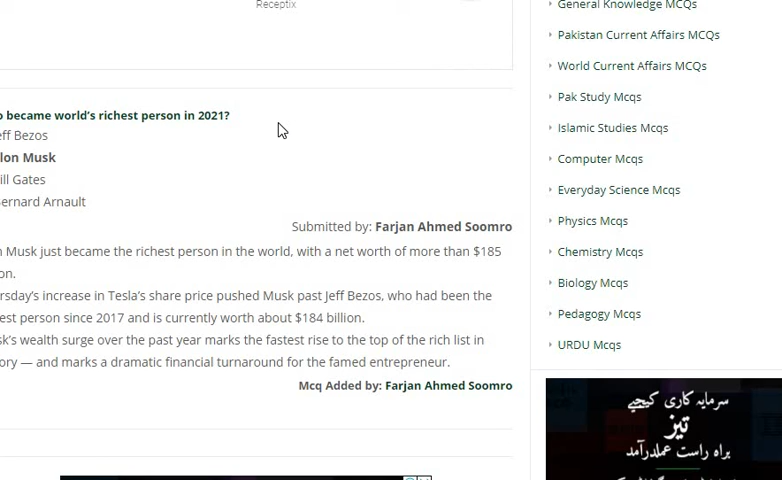 Receptix
became world's richest person in 2021?
eff Bezos
lon Musk
ill Gates
ernard Arnault
Submitted by: Farjan Ahmed Soomro
Musk just became the richest person in the world, with a net worth of more than $185
on.
rsday's increase in Tesla's share price pushed Musk past Jeff Bezos, who had been the
est person since 2017 and is currently worth about $184 billion.
sk's wealth surge over the past year marks the fastest rise to the top of the rich list in
ory — and marks a dramatic financial turnaround for the famed entrepreneur.
Mcq Added by: Farjan Ahmed Soomro
General Knowledge MCQs
Pakistan Current Affairs MCQs
World Current Affairs MCQs
Pak Study Mcqs
Islamic Studies Mcqs
Computer Mcqs
Everyday Science MCQs
Physics Mcqs
Chemistry Mcqs
Biology Mcqs
Pedagogy Mcqs
URDU Mcqs
سرمایہ کاری کیجیے
تیز
براہ راست عملدرآمد